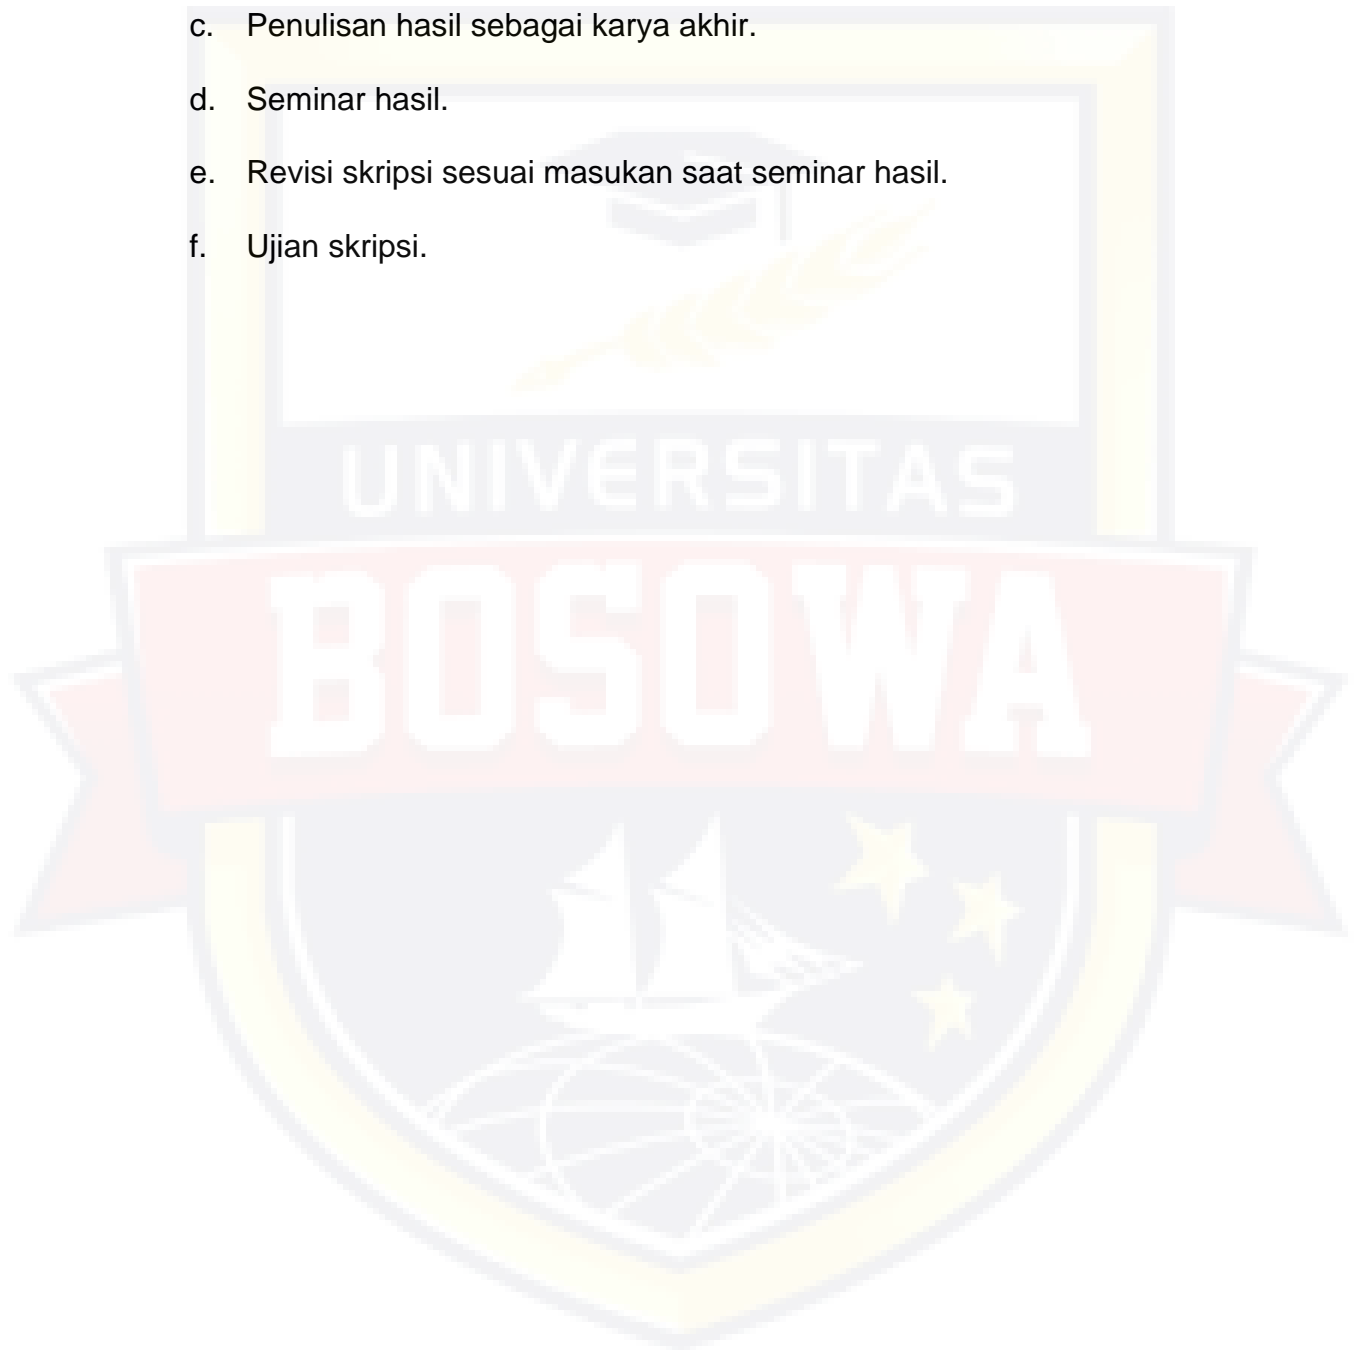 c. Penulisan hasil sebagai karya akhir.
d. Seminar hasil.
e. Revisi skripsi sesuai masukan saat seminar hasil.
f. Ujian skripsi.
UNIVERSITAS
BOSOWA